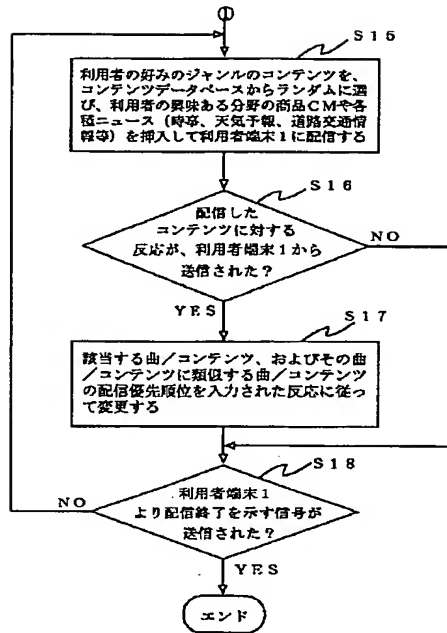 ①
S15
利用者の好みのジャンルのコンテンツを、
コンテンツデータベースからランダムに選
び、利用者の興味ある分野の商品CMや各
種ニュース（時事、天気予報、道路交通情
報等）を挿入して利用者端末1に配信する
S16
配信した
コンテンツに対する
反応が、利用者端末1から
送信された？
NO
YES
S17
該当する曲／コンテンツ、およびその曲
／コンテンツに類似する曲／コンテンツ
の配信優先順位を入力された反応に従っ
て変更する
S18
NO
利用者端末1
より配信終了を示す信号が
送信された？
YES
エンド